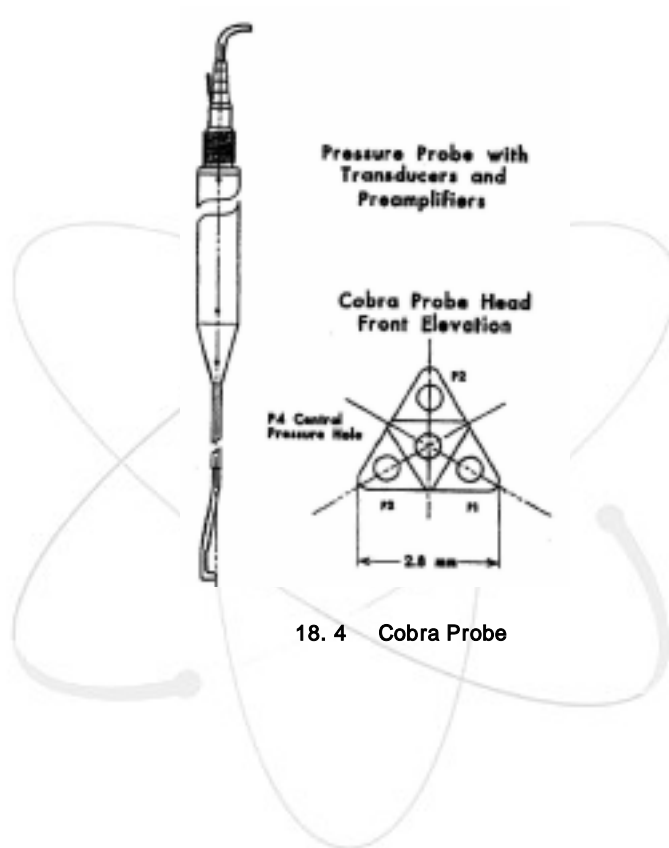 Pressure Probe with
Transducers and
Preamplifiers
Cobra Probe Head
Front Elevation
P2
P4 Central
Pressure Hole
P3
P1
2.8 mm
18. 4 Cobra Probe